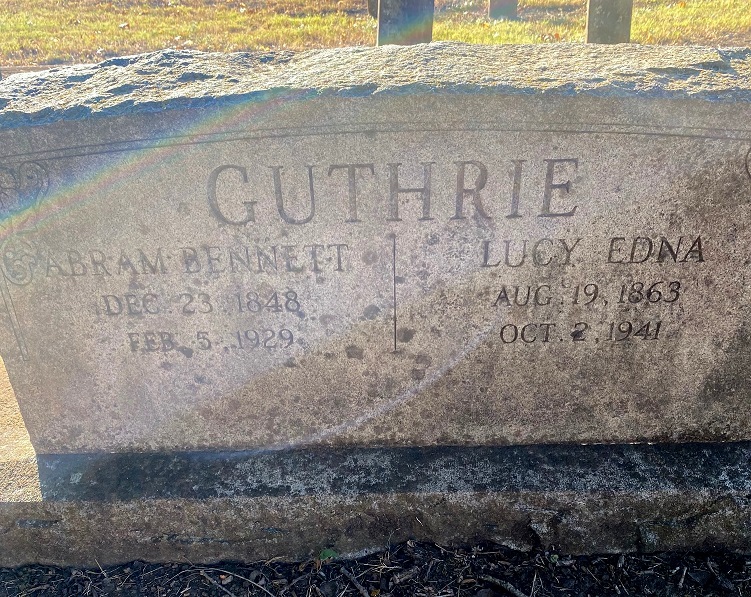 GUTHRIE
ABRAM BENNETT
DEC. 23, 1848
FEB. 5, 1929
LUCY EDNA
AUG. 19, 1863
OCT. 2, 1941